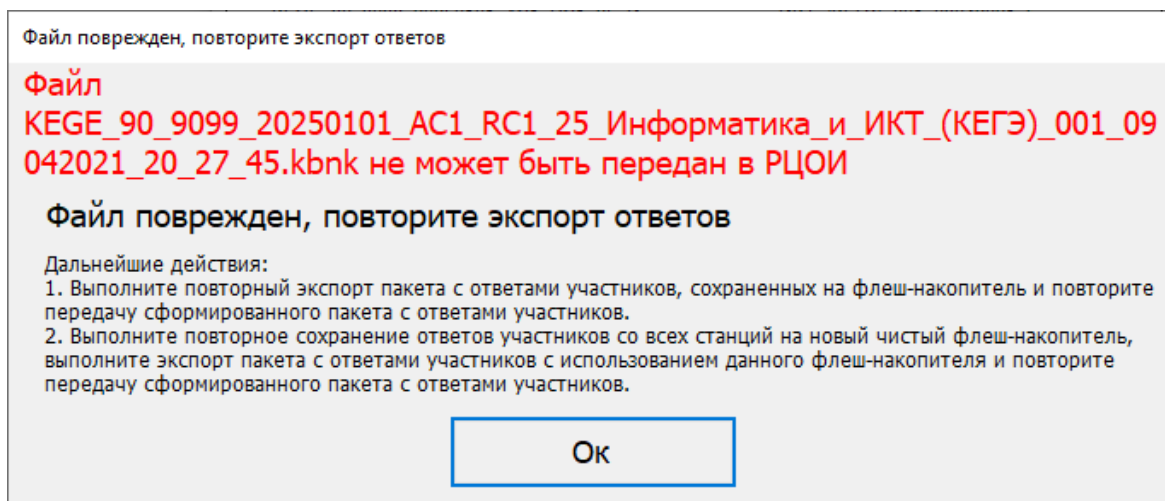 Файл поврежден, повторите экспорт ответов
Файл
KEGE_90_9099_20250101_AC1_RC1_25_Информатика_и_ИКТ_(КЕГЭ)_001_09
042021_20_27_45.kbnk не может быть передан в РЦОИ
Файл поврежден, повторите экспорт ответов
Дальнейшие действия:
1. Выполните повторный экспорт пакета с ответами участников, сохраненных на флеш-накопитель и повторите
передачу сформированного пакета с ответами участников.
2. Выполните повторное сохранение ответов участников со всех станций на новый чистый флеш-накопитель,
выполните экспорт пакета с ответами участников с использованием данного флеш-накопителя и повторите
передачу сформированного пакета с ответами участников.
Ок